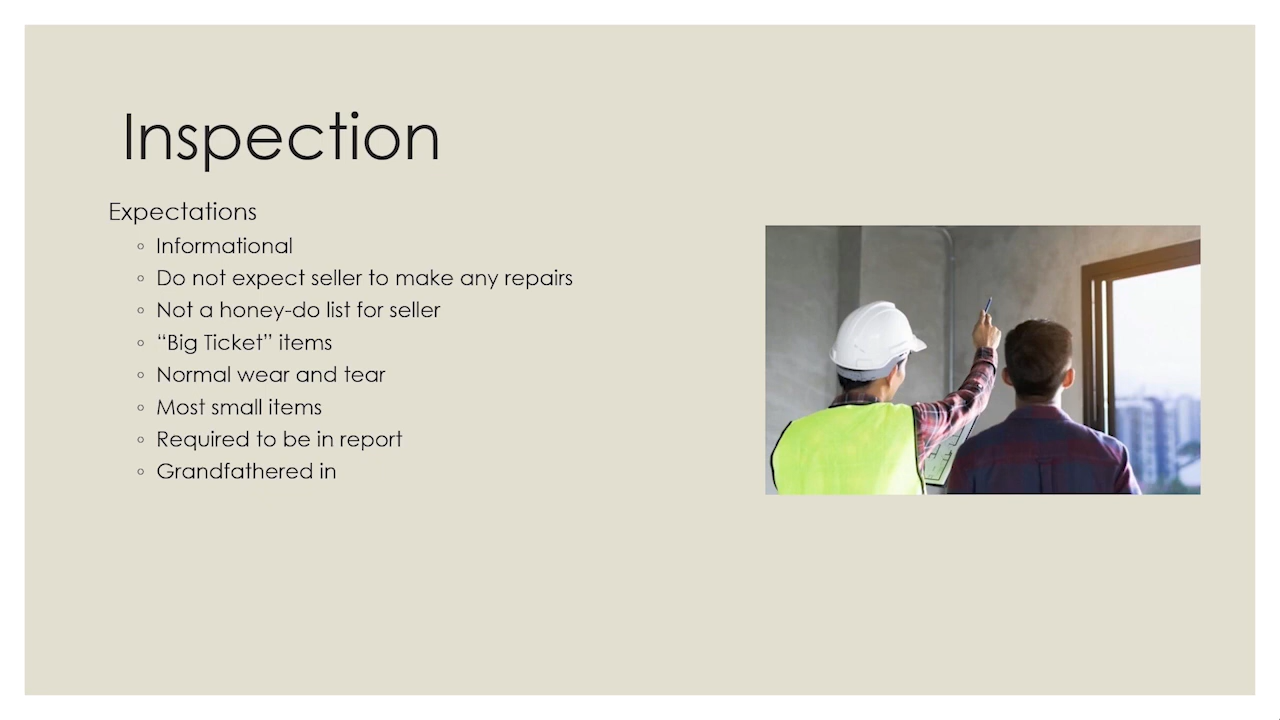 Inspection
Expectations
Informational
Do not expect seller to make any repairs
Not a honey-do list for seller
“Big Ticket” items
Normal wear and tear
Most small items
Required to be in report
Grandfathered in